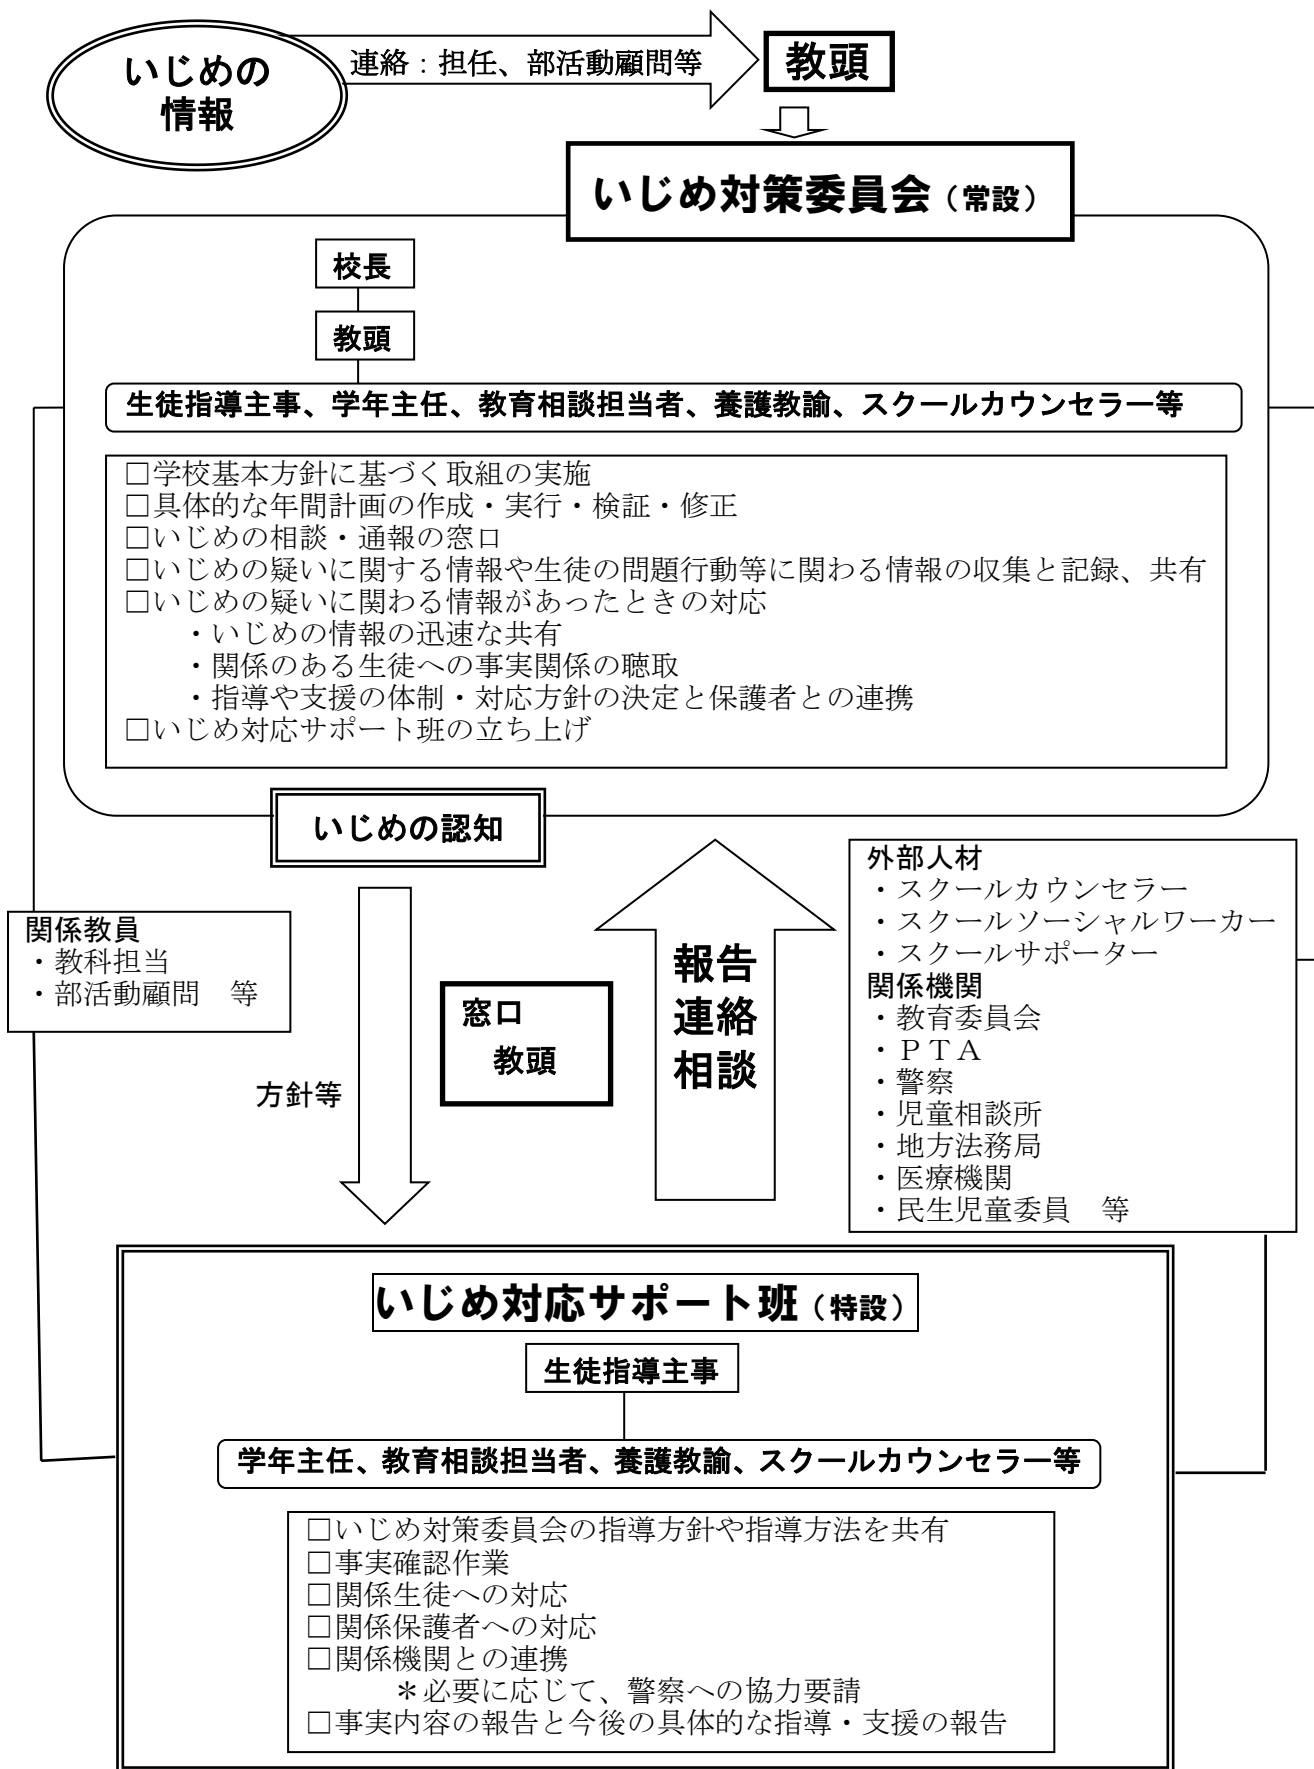 いじめの
情報
連絡：担任、部活動顧問等
教頭
いじめ対策委員会（常設）
校長
教頭
生徒指導主事、学年主任、教育相談担当者、養護教諭、スクールカウンセラー等
□学校基本方針に基づく取組の実施
□具体的な年間計画の作成・実行・検証・修正
□いじめの相談・通報の窓口
□いじめの疑いに関する情報や生徒の問題行動等に関わる情報の収集と記録、共有
□いじめの疑いに関わる情報があったときの対応
・いじめの情報の迅速な共有
・関係のある生徒への事実関係の聴取
・指導や支援の体制・対応方針の決定と保護者との連携
□いじめ対応サポート班の立ち上げ
いじめの認知
関係教員
・教科担当
・部活動顧問　等
方針等
窓口
教頭
報告
連絡
相談
外部人材
・スクールカウンセラー
・スクールソーシャルワーカー
・スクールサポーター
関係機関
・教育委員会
・ＰＴＡ
・警察
・児童相談所
・地方法務局
・医療機関
・民生児童委員　等
いじめ対応サポート班（特設）
生徒指導主事
学年主任、教育相談担当者、養護教諭、スクールカウンセラー等
□いじめ対策委員会の指導方針や指導方法を共有
□事実確認作業
□関係生徒への対応
□関係保護者への対応
□関係機関との連携
＊必要に応じて、警察への協力要請
□事実内容の報告と今後の具体的な指導・支援の報告